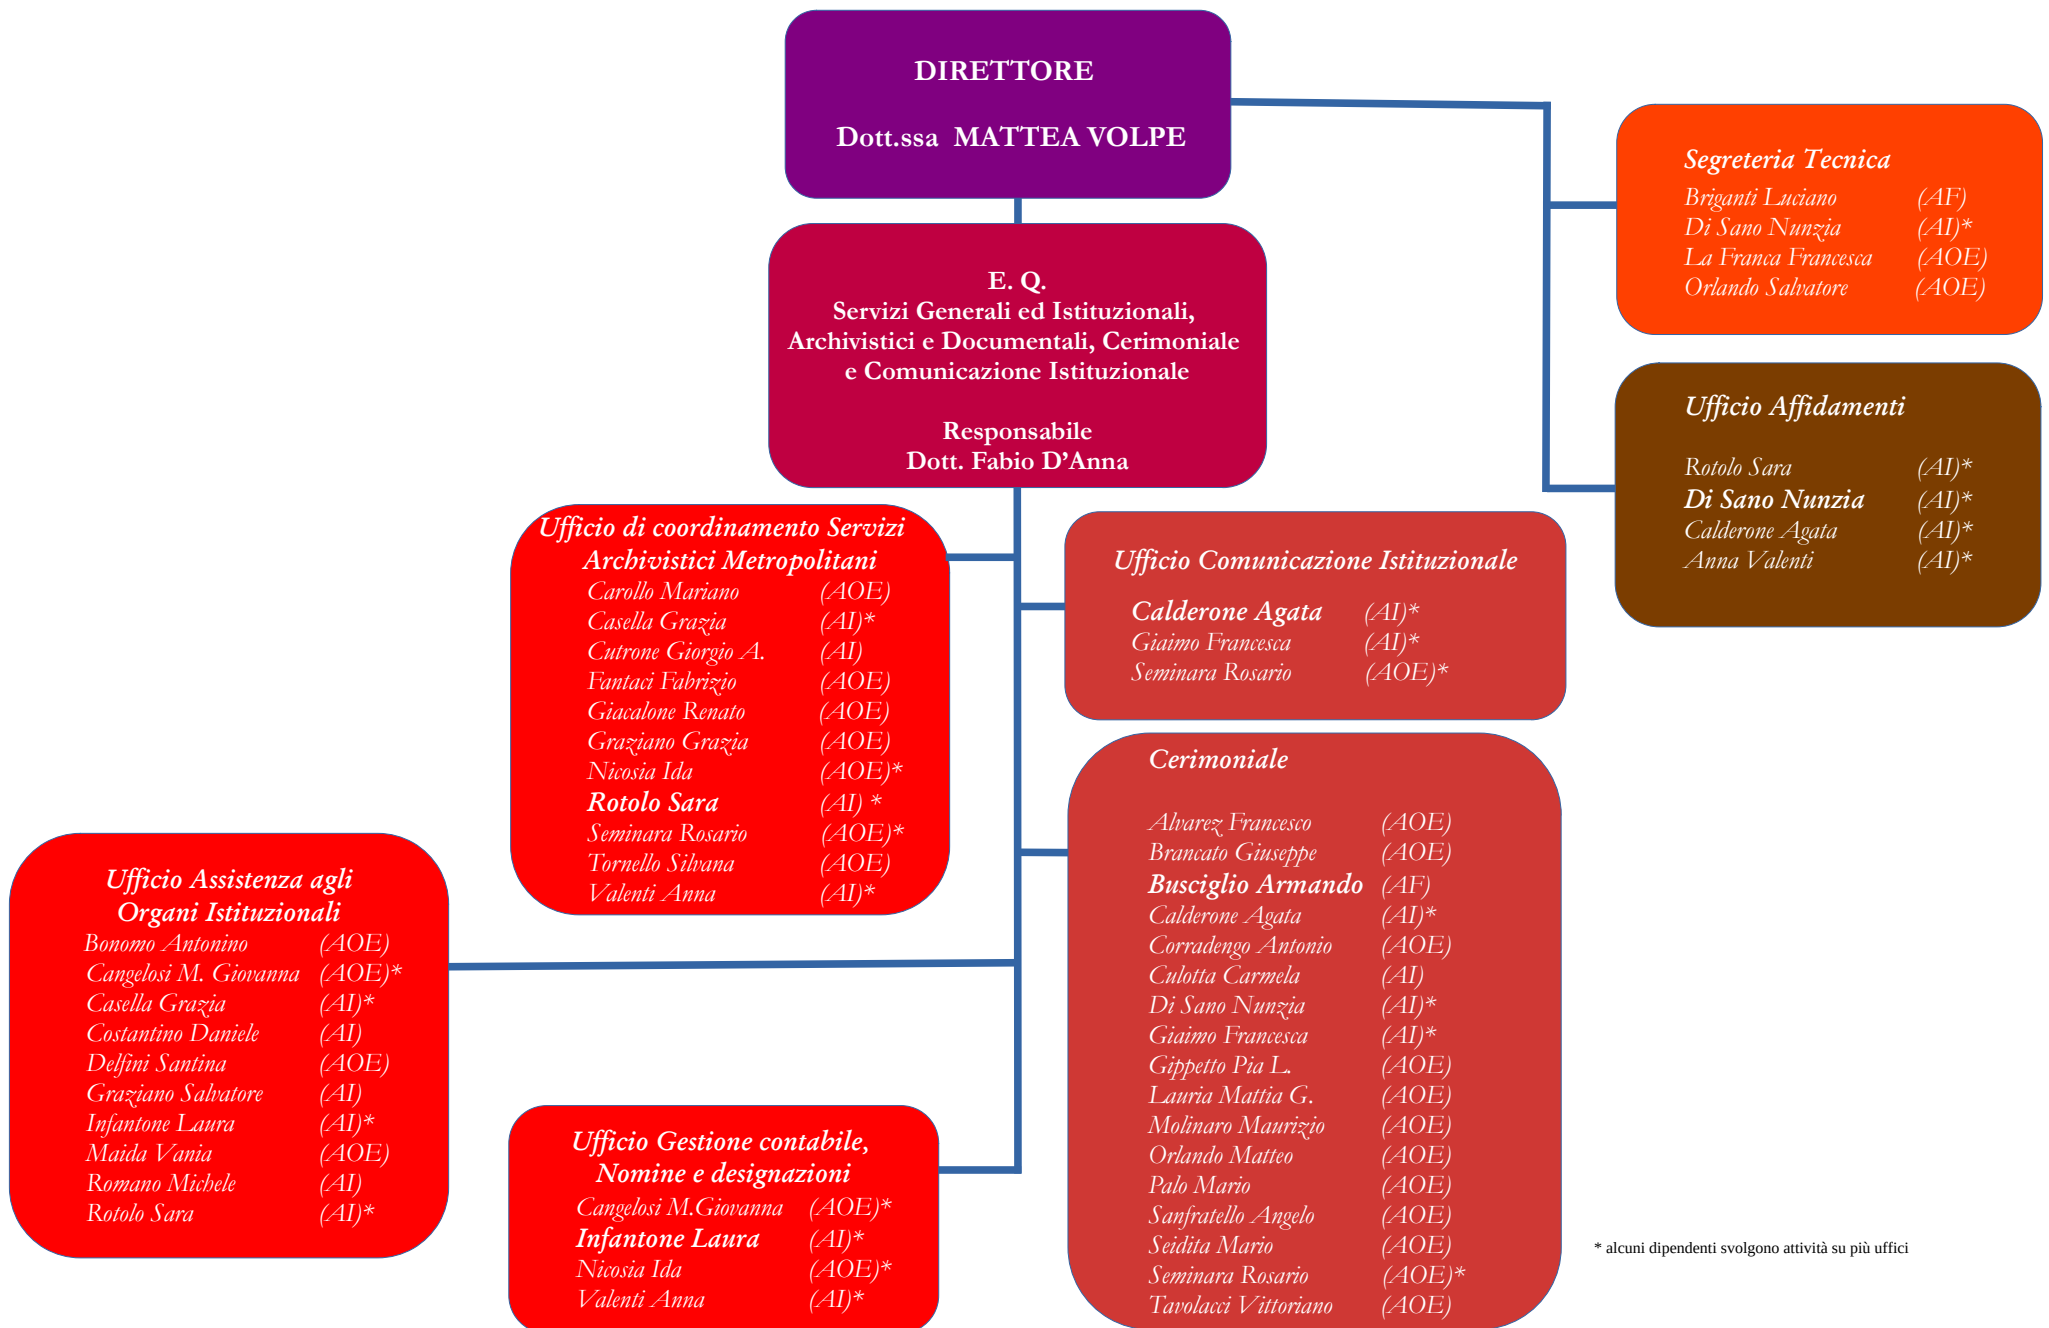 DIRETTORE
Dott.ssa MATTEA VOLPE
Segreteria Tecnica
Briganti Luciano (AF)
Di Sano Nunzia (AI)*
La Franca Francesca (AOE)
Orlando Salvatore (AOE)
E. Q.
Servizi Generali ed Istituzionali,
Archivistici e Documentali, Cerimoniale
e Comunicazione Istituzionale
Responsabile
Dott. Fabio D’Anna
Ufficio Affidamenti
Rotolo Sara (AI)*
Di Sano Nunzia (AI)*
Calderone Agata (AI)*
Anna Valenti (AI)*
Ufficio di coordinamento Servizi
Archivistici Metropolitani
Carollo Mariano (AOE)
Casella Grazia (AI)*
Cutrone Giorgio A. (AI)
Fantaci Fabrizio (AOE)
Giacalone Renato (AOE)
Graziano Grazia (AOE)
Nicosia Ida (AOE)*
Rotolo Sara (AI) *
Seminara Rosario (AOE)*
Tornello Silvana (AOE)
Valenti Anna (AI)*
Ufficio Comunicazione Istituzionale
Calderone Agata (AI)*
Giaimo Francesca (AI)*
Seminara Rosario (AOE)*
Cerimoniale
Alvarez Francesco (AOE)
Brancato Giuseppe (AOE)
Busciglio Armando (AF)
Calderone Agata (AI)*
Corradengo Antonio (AOE)
Culotta Carmela (AI)
Di Sano Nunzia (AI)*
Giaimo Francesca (AI)*
Gippetto Pia L. (AOE)
Lauria Mattia G. (AOE)
Molinaro Maurizio (AOE)
Orlando Matteo (AOE)
Palo Mario (AOE)
Sanfratello Angelo (AOE)
Seidita Mario (AOE)
Seminara Rosario (AOE)*
Tavolacci Vittoriano (AOE)
Ufficio Assistenza agli
Organi Istituzionali
Bonomo Antonino (AOE)
Cangelosi M. Giovanna (AOE)*
Casella Grazia (AI)*
Costantino Daniele (AI)
Delfini Santina (AOE)
Graziano Salvatore (AI)
Infantone Laura (AI)*
Maida Vania (AOE)
Romano Michele (AI)
Rotolo Sara (AI)*
Ufficio Gestione contabile,
Nomine e designazioni
Cangelosi M.Giovanna (AOE)*
Infantone Laura (AI)*
Nicosia Ida (AOE)*
Valenti Anna (AI)*
* alcuni dipendenti svolgono attività su più uffici